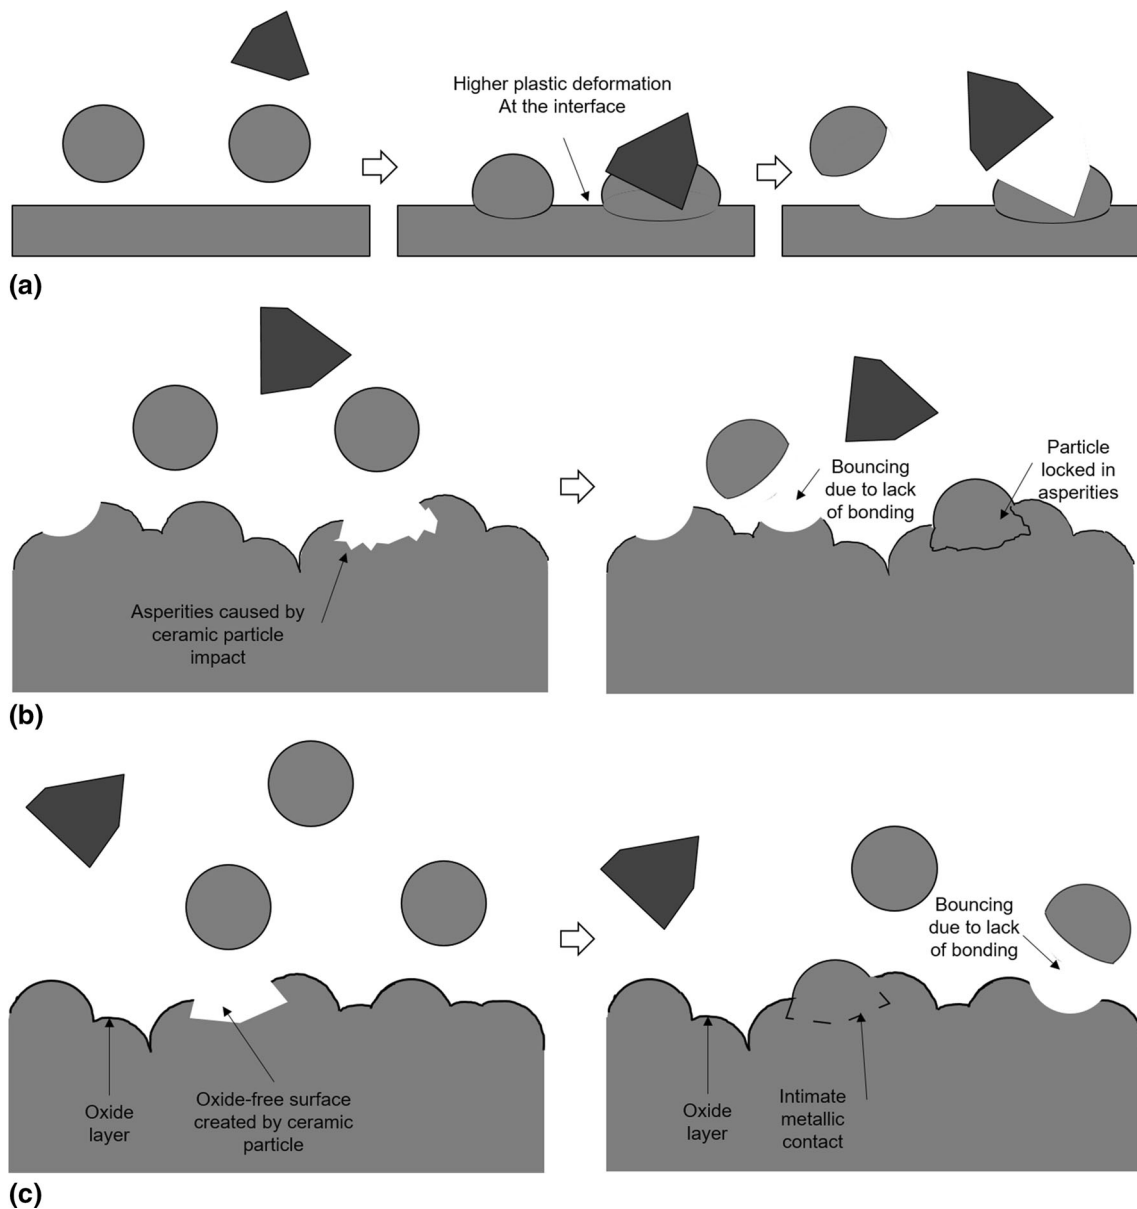 Higher plastic deformation
At the interface
(a)
Bouncing
due to lack
of bonding
Particle
locked in
asperities
Asperities caused by
ceramic particle
impact
(b)
Bouncing
due to lack
of bonding
Oxide
layer
Oxide-free surface
created by ceramic
particle
Oxide
layer
Intimate
metallic
contact
(c)